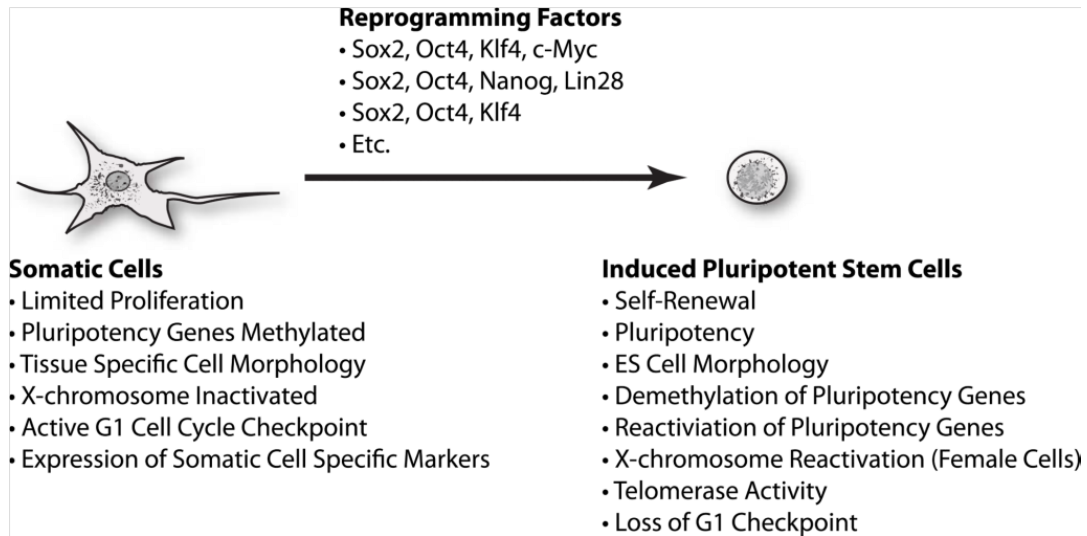 Reprogramming Factors
• Sox2, Oct4, Klf4, c-Myc
• Sox2, Oct4, Nanog, Lin28
• Sox2, Oct4, Klf4
• Etc.
Somatic Cells
• Limited Proliferation
• Pluripotency Genes Methylated
• Tissue Specific Cell Morphology
• X-chromosome Inactivated
• Active G1 Cell Cycle Checkpoint
• Expression of Somatic Cell Specific Markers
Induced Pluripotent Stem Cells
• Self-Renewal
• Pluripotency
• ES Cell Morphology
• Demethylation of Pluripotency Genes
• Reactiviation of Pluripotency Genes
• X-chromosome Reactivation (Female Cells)
• Telomerase Activity
• Loss of G1 Checkpoint